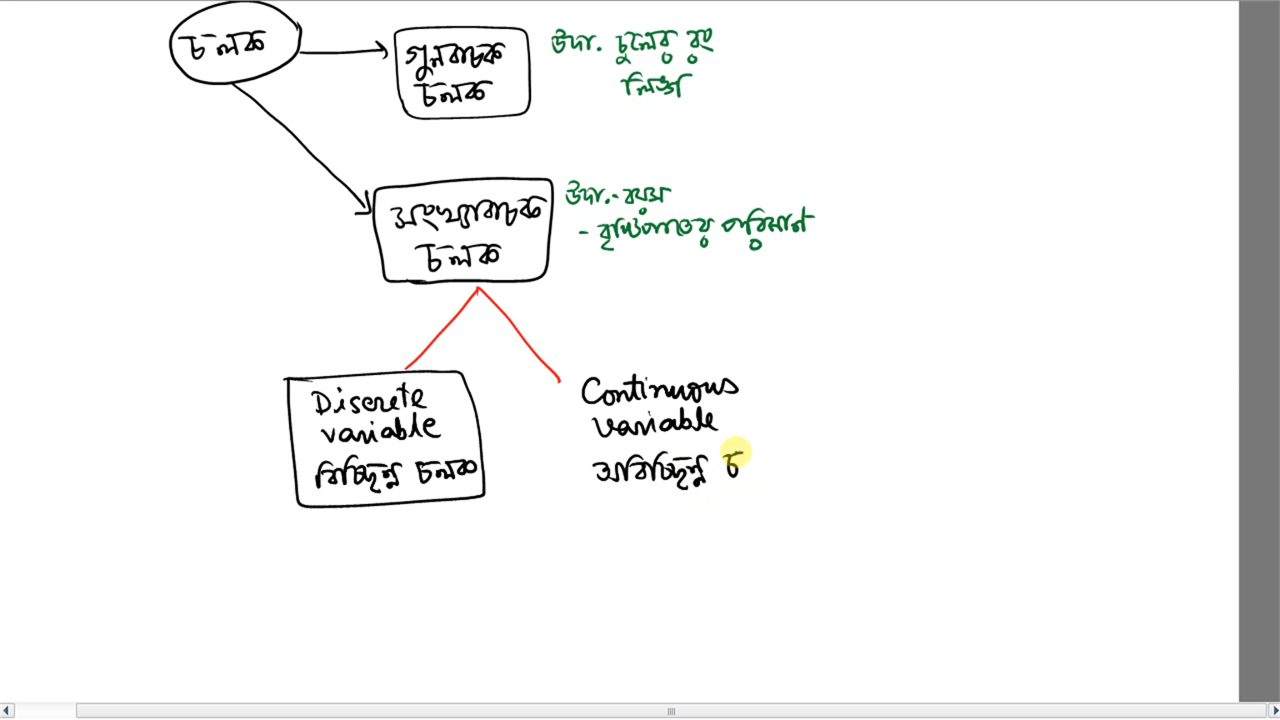 চলক
গুনবাচক
চলক
উদা. চুলের রং
লিঙ্গ
সংখ্যাবাচক
চলক
উদা.- বয়স
- বৃষ্টিপাতের পরিমাণ
Discrete
variable
বিচ্ছিন্ন চলক
Continuous
variable
অবিচ্ছিন্ন চ